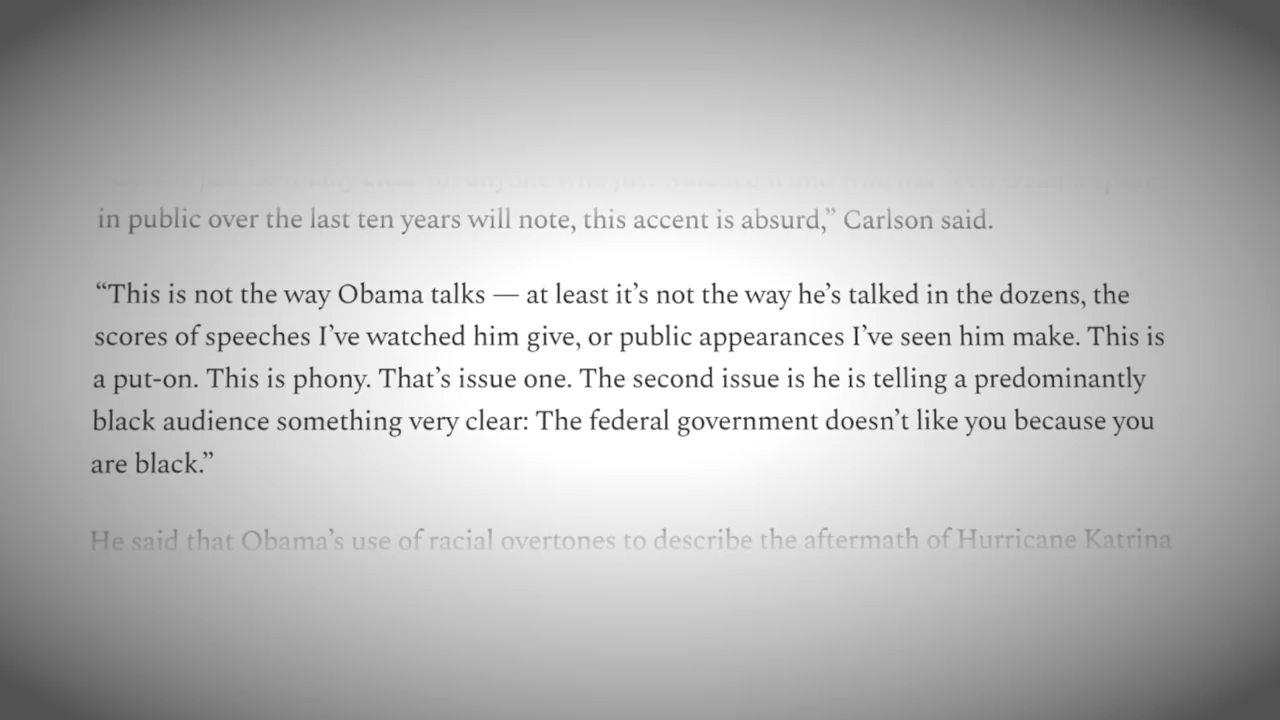 in public over the last ten years will note, this accent is absurd,” Carlson said.
“This is not the way Obama talks — at least it’s not the way he’s talked in the dozens, the
scores of speeches I’ve watched him give, or public appearances I’ve seen him make. This is
a put-on. This is phony. That’s issue one. The second issue is he is telling a predominantly
black audience something very clear: The federal government doesn’t like you because you
are black.”
He said that Obama’s use of racial overtones to describe the aftermath of Hurricane Katrina